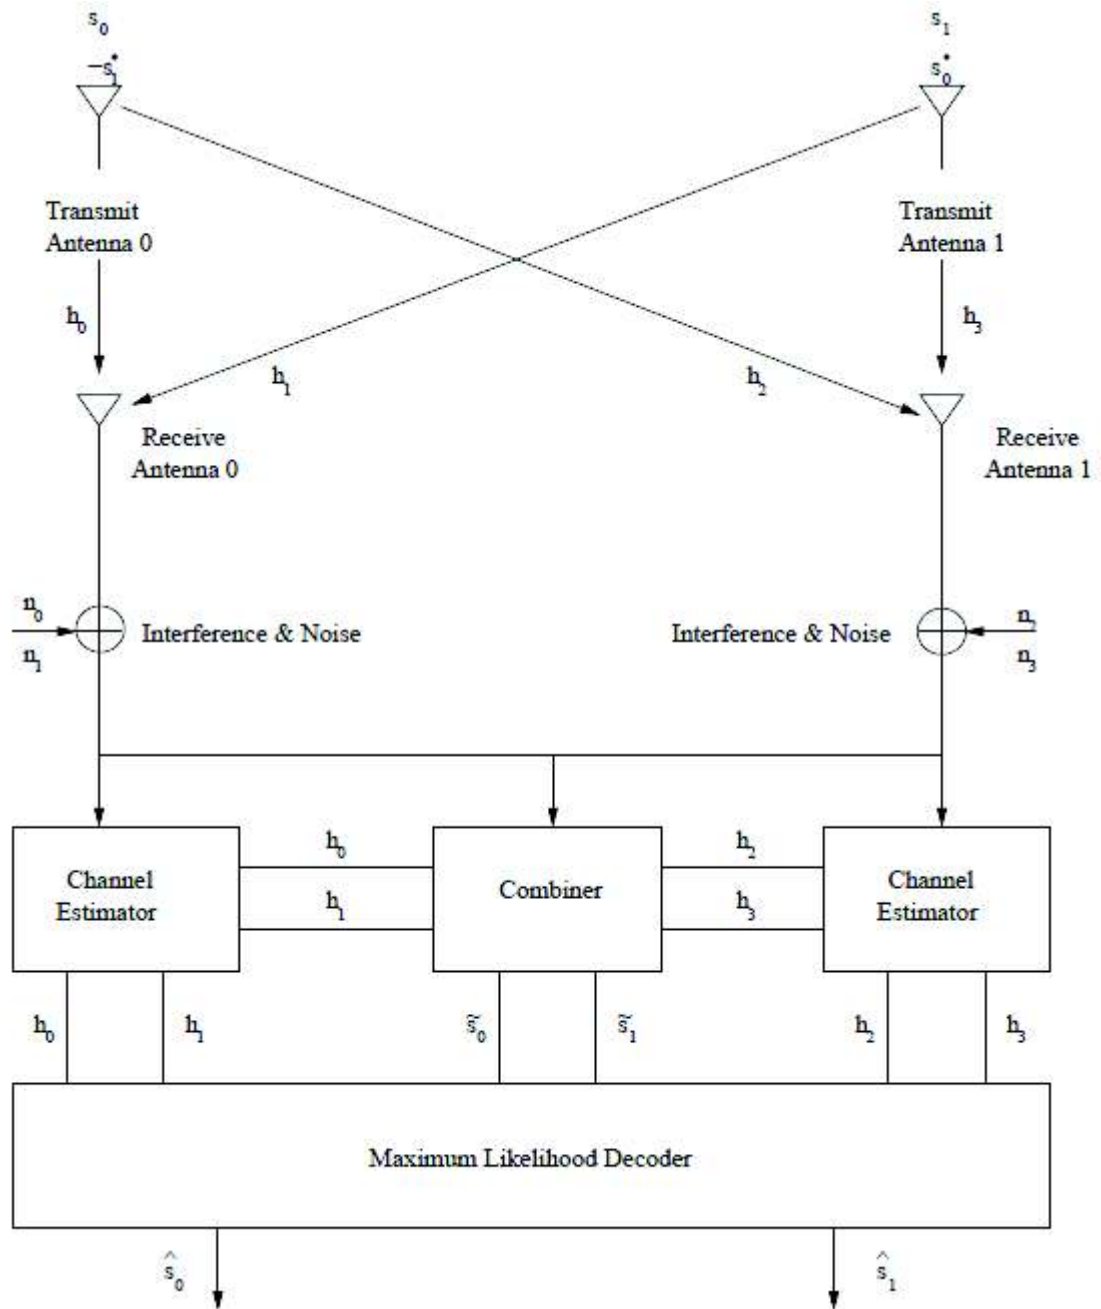 s₀ s₁
−s₁* s₀*
Transmit Antenna 0
Transmit Antenna 1
h₀ h₁ h₂ h₃
Receive Antenna 0
Receive Antenna 1
n₀ n₁
Interference & Noise
Interference & Noise
n₂ n₃
Channel Estimator
h₀
h₁
Combiner
h₂
h₃
Channel Estimator
h₀ h₁ s̃₀ s̃₁ h₂ h₃
Maximum Likelihood Decoder
ŝ₀ ŝ₁